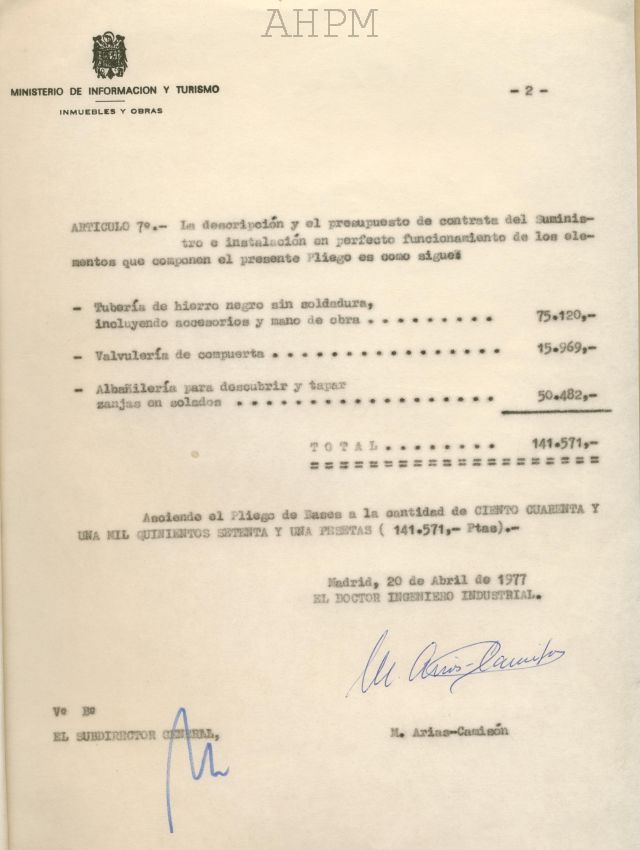 AHPM
MINISTERIO DE INFORMACION Y TURISMO
INMUEBLES Y OBRAS
- 2 -
ARTICULO 7º.- La descripción y el presupuesto de contrata del Suminis-
tro e instalación en perfecto funcionamiento de los ele-
mentos que componen el presente Pliego es como sigue:
- Tubería de hierro negro sin soldadura,
incluyendo accesorios y mano de obra . . . . . . . . . 75.120,-
- Valvulería de compuerta . . . . . . . . . . . . . . . . 15.969,-
- Albañilería para descubrir y tapar
zanjas en solados . . . . . . . . . . . . . . . . . . 50.482,-
T O T A L . . . . . . . . 141.571,-
Asciende el Pliego de Bases a la cantidad de CIENTO CUARENTA Y
UNA MIL QUINIENTOS SETENTA Y UNA PESETAS ( 141.571,- Ptas).-
Madrid, 20 de Abril de 1977
EL DOCTOR INGENIERO INDUSTRIAL.
M. Arias-Camisón
Vº Bº
EL SUBDIRECTOR GENERAL,
M. Arias-Camisón